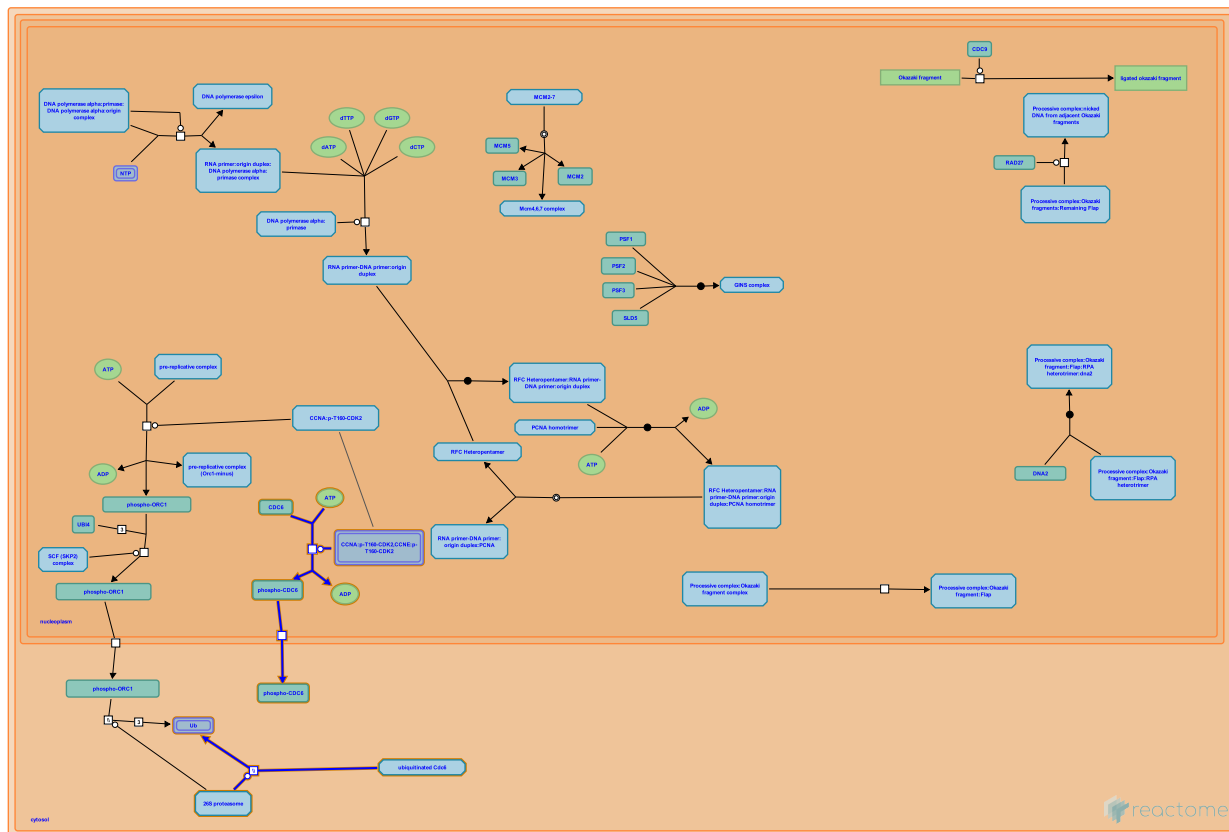 CDC9
Okazaki fragment
ligated okazaki fragment
DNA polymerase alpha:primase:
DNA polymerase alpha:origin
complex
DNA polymerase epsilon
NTP
RNA primer:origin duplex:
DNA polymerase alpha:
primase complex
dTTP
dGTP
dATP
dCTP
DNA polymerase alpha:
primase
RNA primer-DNA primer:origin
duplex
MCM2-7
MCM5
MCM3
MCM2
Mcm4,6,7 complex
Processive complex:nicked
DNA from adjacent Okazaki
fragments
RAD27
Processive complex:Okazaki
fragments:Remaining Flap
PSF1
PSF2
PSF3
SLD5
GINS complex
ATP
pre-replicative complex
CCNA:p-T160-CDK2
ADP
pre-replicative complex
(Orc1-minus)
phospho-ORC1
UBI4
3
SCF (SKP2)
complex
phospho-ORC1
nucleoplasm
RFC Heteropentamer:RNA primer-
DNA primer:origin duplex
PCNA homotrimer
ATP
ADP
RFC Heteropentamer
RFC Heteropentamer:RNA
primer-DNA primer:origin
duplex:PCNA homotrimer
RNA primer-DNA primer:
origin duplex:PCNA
Processive complex:Okazaki
fragment:Flap:RPA
heterotrimer:dna2
DNA2
Processive complex:Okazaki
fragment:Flap:RPA
heterotrimer
CDC6
ATP
CCNA:p-T160-CDK2,CCNE:p-
T160-CDK2
phospho-CDC6
ADP
Processive complex:Okazaki
fragment complex
Processive complex:Okazaki
fragment:Flap
phospho-ORC1
phospho-CDC6
3
Ub
ubiquitinated Cdc6
26S proteasome
cytosol
reactome